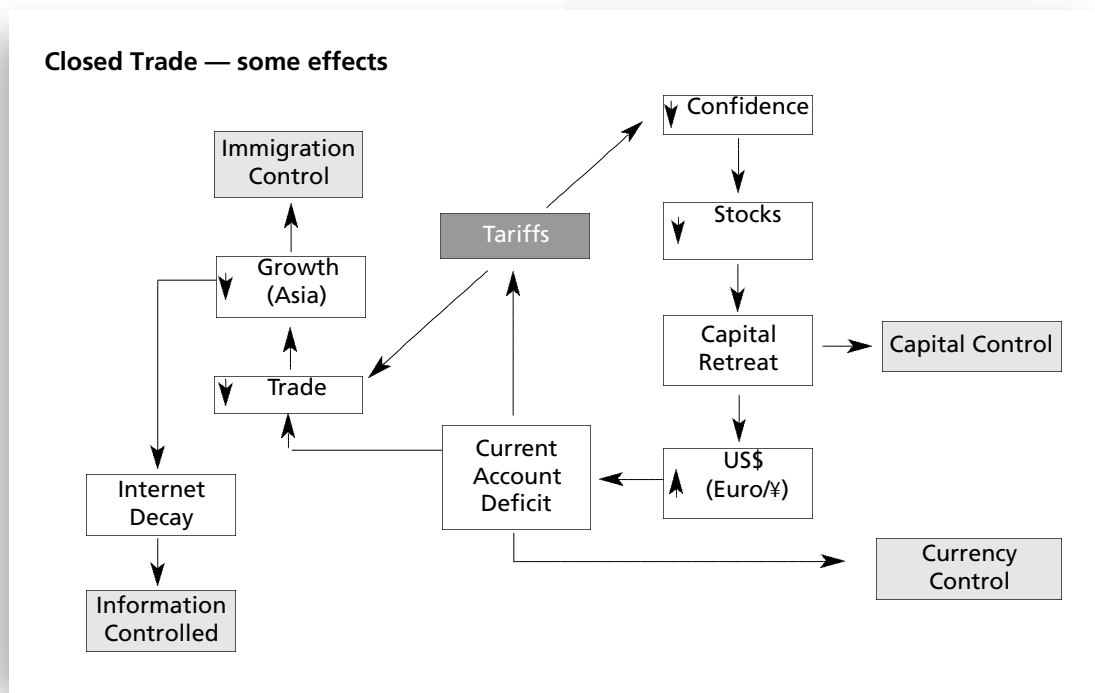 Closed Trade — some effects
Confidence
Immigration
Control
Stocks
Tariffs
Growth
(Asia)
Capital
Retreat
Capital Control
Trade
Current
Account
Deficit
US$
(Euro/¥)
Internet
Decay
Currency
Control
Information
Controlled